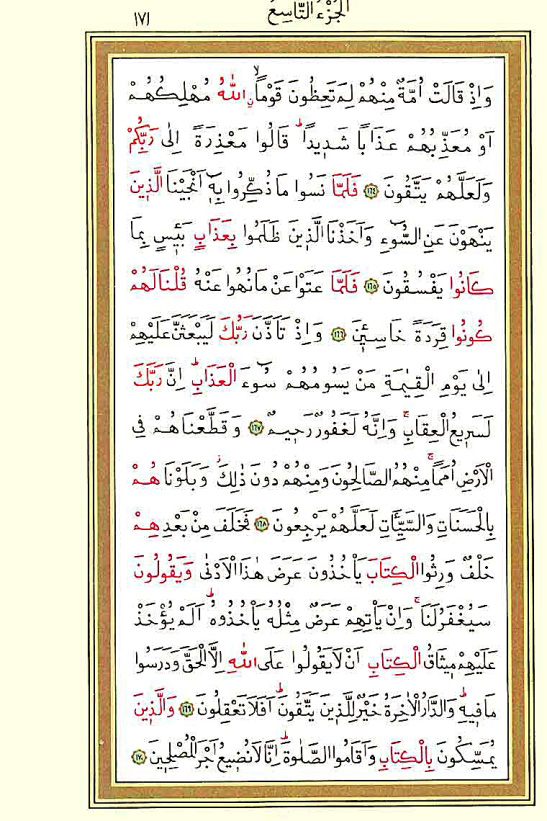 الجزء التاسع
١٧١
وَاِذْ قَالَتْ اُمَّةٌ مِنْهُمْ لِمَ تَعِظُونَ قَوْمًاۙ اللّٰهُ مُهْلِكُهُمْ
اَوْ مُعَذِّبُهُمْ عَذَابًا شَدٖيدًاؕ قَالُوا مَعْذِرَةً اِلٰى رَبِّكُمْ
وَلَعَلَّهُمْ يَتَّقُونَ ﴿١٦٤﴾ فَلَمَّا نَسُوا مَا ذُكِّرُوا بِهٖٓ اَنْجَيْنَا الَّذٖينَ
يَنْهَوْنَ عَنِ السُّٓوءِ وَاَخَذْنَا الَّذٖينَ ظَلَمُوا بِعَذَابٍ بَـٖٔيسٍ بِمَا
كَانُوا يَفْسُقُونَ ﴿١٦٥﴾ فَلَمَّا عَتَوْا عَنْ مَا نُهُوا عَنْهُ قُلْنَا لَهُمْ
كُونُوا قِرَدَةً خَاسِـٖٔينَ ﴿١٦٦﴾ وَاِذْ تَاَذَّنَ رَبُّكَ لَيَبْعَثَنَّ عَلَيْهِمْ
اِلٰى يَوْمِ الْقِيٰمَةِ مَنْ يَسُومُهُمْ سُٓوءَ الْعَذَابِؕ اِنَّ رَبَّكَ
لَسَرٖيعُ الْعِقَابِۚ وَاِنَّهُ لَغَفُورٌ رَحٖيمٌ ﴿١٦٧﴾ وَقَطَّعْنَاهُمْ فِى
الْاَرْضِ اُمَمًاۚ مِنْهُمُ الصَّالِحُونَ وَمِنْهُمْ دُونَ ذٰلِكَؗ وَبَلَوْنَاهُمْ
بِالْحَسَنَاتِ وَالسَّيِّـَٔاتِ لَعَلَّهُمْ يَرْجِعُونَ ﴿١٦٨﴾ فَخَلَفَ مِنْ بَعْدِهِمْ
خَلْفٌ وَرِثُوا الْكِتَابَ يَاْخُذُونَ عَرَضَ هٰذَا الْاَدْنٰى وَيَقُولُونَ
سَيُغْفَرُ لَنَاۚ وَاِنْ يَاْتِهِمْ عَرَضٌ مِثْلُهُ يَاْخُذُوهُؕ اَلَمْ يُؤْخَذْ
عَلَيْهِمْ مٖيثَاقُ الْكِتَابِ اَنْ لَا يَقُولُوا عَلَى اللّٰهِ اِلَّا الْحَقَّ وَدَرَسُوا
مَا فٖيهِؕ وَالدَّارُ الْاٰخِرَةُ خَيْرٌ لِلَّذٖينَ يَتَّقُونَؕ اَفَلَا تَعْقِلُونَ ﴿١٦٩﴾ وَالَّذٖينَ
يُمَسِّكُونَ بِالْكِتَابِ وَاَقَامُوا الصَّلٰوةَؕ اِنَّا لَا نُضٖيعُ اَجْرَ الْمُصْلِحٖينَ ﴿١٧٠﴾